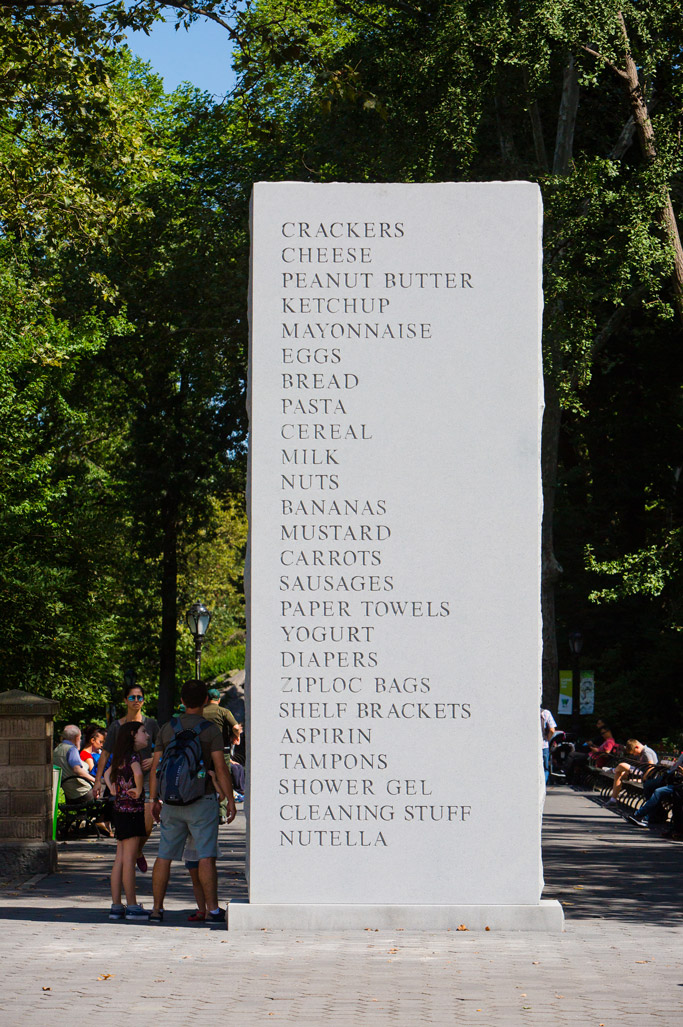 CRACKERS
CHEESE
PEANUT BUTTER
KETCHUP
MAYONNAISE
EGGS
BREAD
PASTA
CEREAL
MILK
NUTS
BANANAS
MUSTARD
CARROTS
SAUSAGES
PAPER TOWELS
YOGURT
DIAPERS
ZIPLOC BAGS
SHELF BRACKETS
ASPIRIN
TAMPONS
SHOWER GEL
CLEANING STUFF
NUTELLA